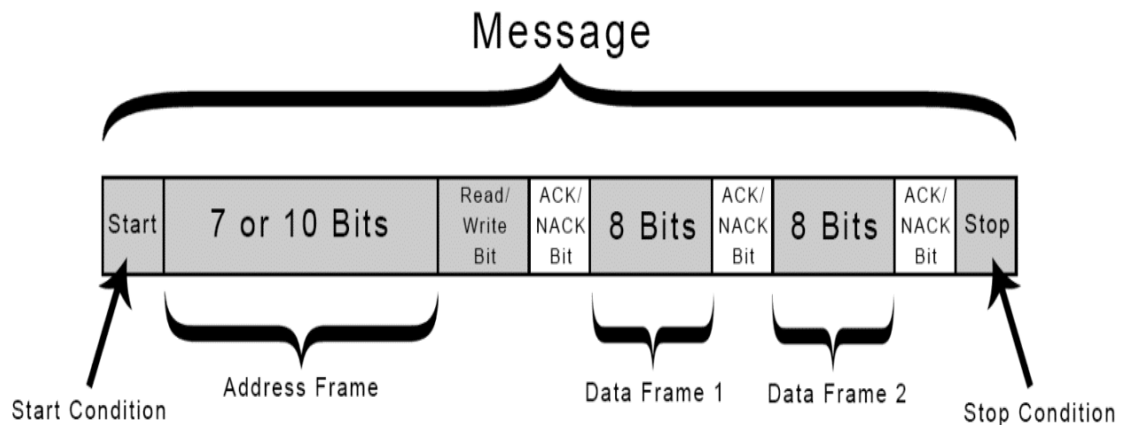 Message
Start
7 or 10 Bits
Read/
Write
Bit
ACK/
NACK
Bit
8 Bits
ACK/
NACK
Bit
8 Bits
ACK/
NACK
Bit
Stop
Address Frame
Data Frame 1
Data Frame 2
Start Condition
Stop Condition